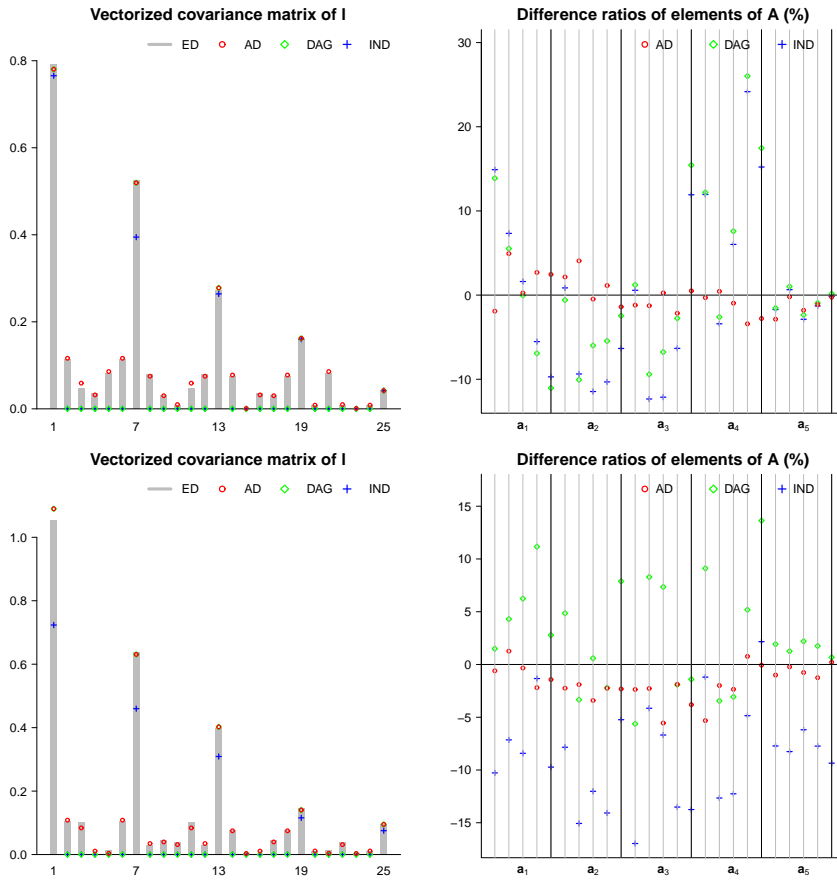 Vectorized covariance matrix of I
ED AD DAG IND
0.8
0.6
0.4
0.2
0.0
1 7 13 19 25
Difference ratios of elements of A (%)
AD DAG IND
30
20
10
0
−10
a1 a2 a3 a4 a5
Vectorized covariance matrix of I
ED AD DAG IND
1.0
0.8
0.6
0.4
0.2
0.0
1 7 13 19 25
Difference ratios of elements of A (%)
AD DAG IND
15
10
5
0
−5
−10
−15
a1 a2 a3 a4 a5